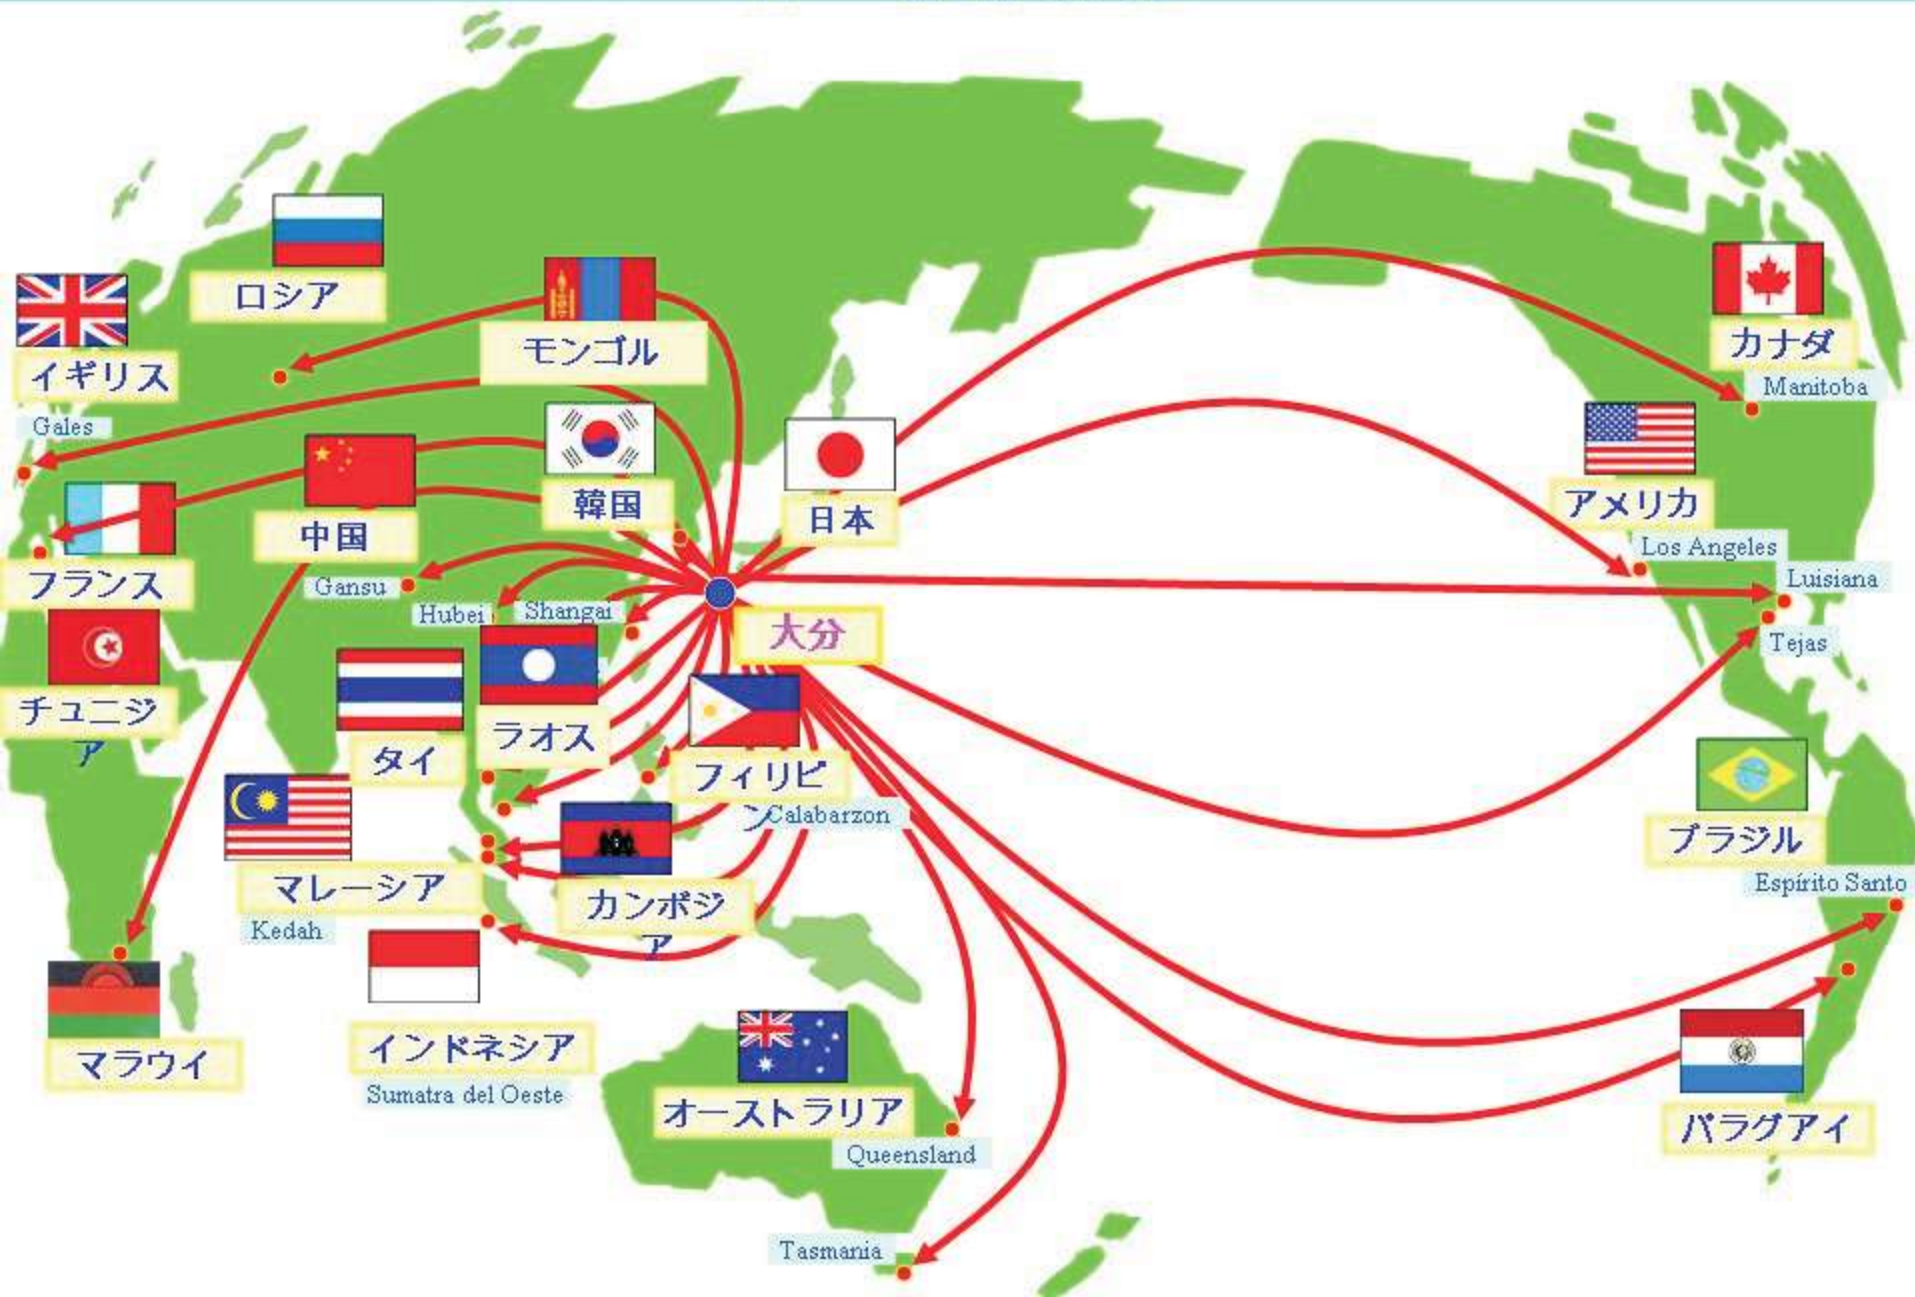 ロシア
イギリス
Gales
モンゴル
カナダ
Manitoba
韓国
日本
アメリカ
Los Angeles
Luisiana
Tejas
中国
Gansu
Hubei
Shangai
フランス
大分
チュニジ
ア
タイ
ラオス
フィリピ
ン
Calabarzon
ブラジル
Espírito Santo
マレーシア
Kedah
カンボジ
ア
マラウイ
インドネシア
Sumatra del Oeste
オーストラリア
Queensland
パラグアイ
Tasmania